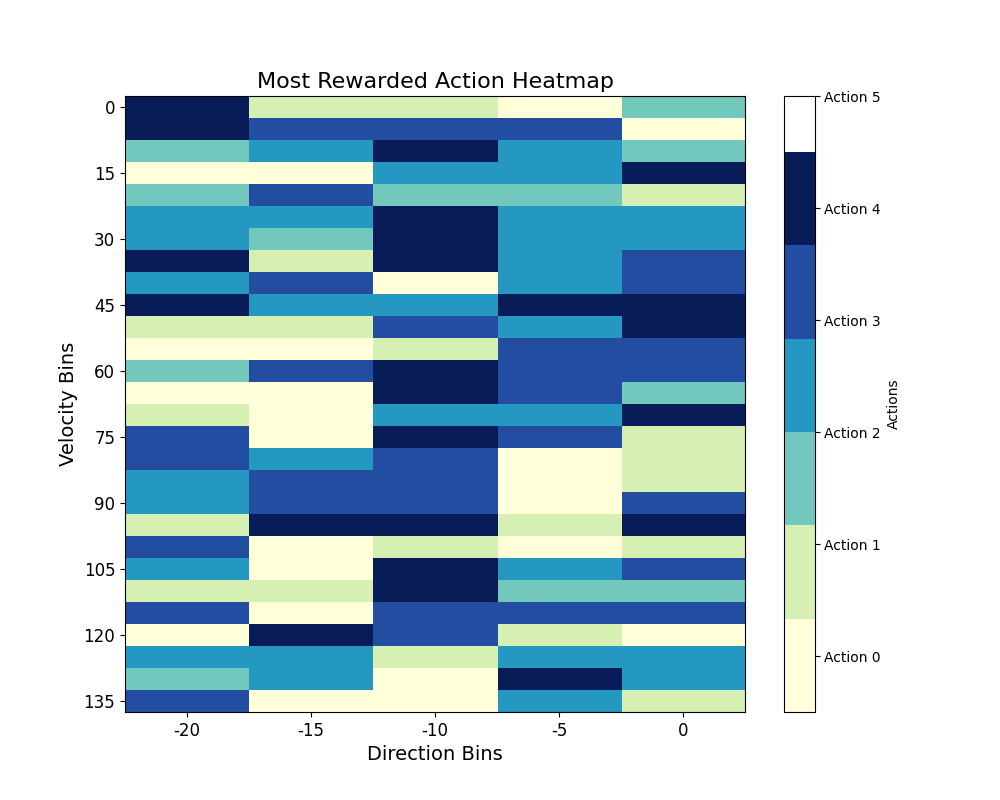 Most Rewarded Action Heatmap
0
15
30
45
60
75
90
105
120
135
Velocity Bins
-20
-15
-10
-5
0
Direction Bins
Action 5
Action 4
Action 3
Action 2
Action 1
Action 0
Actions